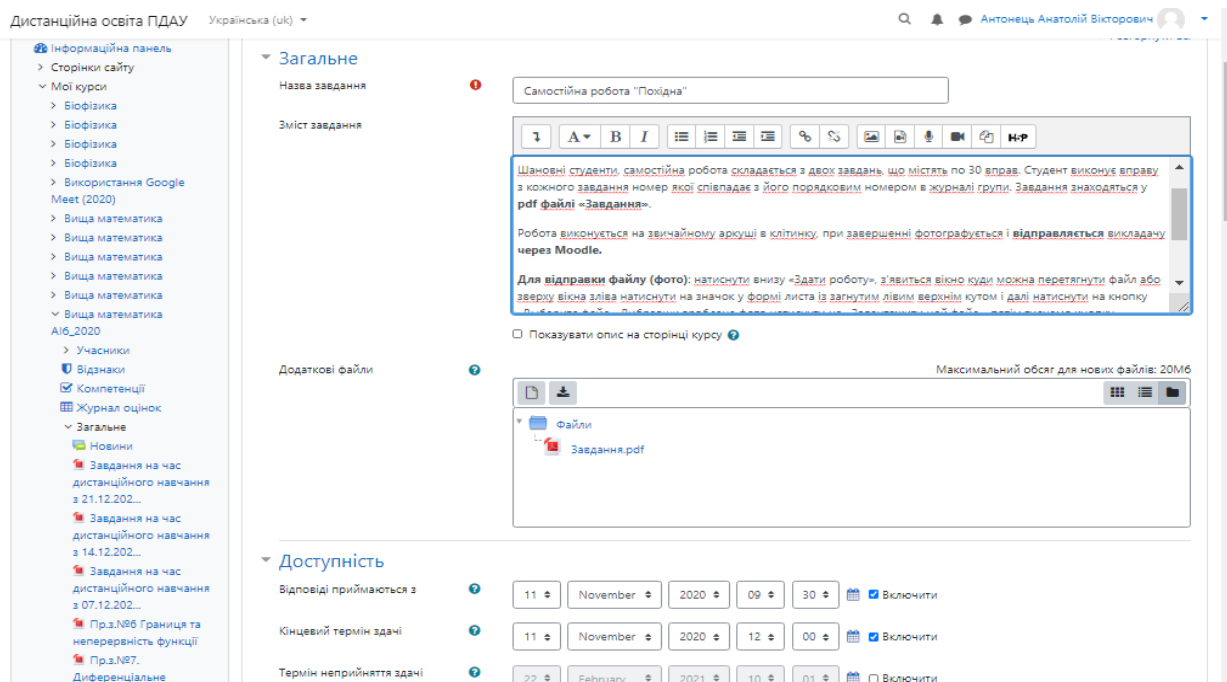 Дистанційна освіта ПДАУ Українська (uk) Антонець Анатолій Вікторович
Інформаційна панель
Сторінки сайту
Мої курси
Біофізика
Біофізика
Біофізика
Біофізика
Використання Google
Meet (2020)
Вища математика
Вища математика
Вища математика
Вища математика
Вища математика
Вища математика
АІ6_2020
Учасники
Відзнаки
Компетенції
Журнал оцінок
Загальне
Новини
Завдання на час
дистанційного навчання
з 21.12.202...
Завдання на час
дистанційного навчання
з 14.12.202...
Завдання на час
дистанційного навчання
з 07.12.202...
Пр.з.№6 Границя та
неперервність функції
Пр.з.№7.
Диференціальне
Загальне
Назва завдання
Самостійна робота "Похідна"
Зміст завдання
A B I H-P
Шановні студенти, самостійна робота складається з двох завдань, що містять по 30 вправ. Студент виконує вправу
з кожного завдання номер якої співпадає з його порядковим номером в журналі групи. Завдання знаходяться у
pdf файлі «Завдання».
Робота виконується на звичайному аркуші в клітинку, при завершенні фотографується і відправляється викладачу
через Moodle.
Для відправки файлу (фото): натиснути внизу «Здати роботу», з'явиться вікно куди можна перетягнути файл або
зверху вікна зліва натиснути на значок у формі листа із загнутим лівим верхнім кутом і далі натиснути на кнопку
Показувати опис на сторінці курсу
Додаткові файли
Максимальний обсяг для нових файлів: 20Мб
Файли
Завдання.pdf
Доступність
Відповіді приймаються з 11 November 2020 09 30 Включити
Кінцевий термін здачі 11 November 2020 12 00 Включити
Термін неприйняття здачі 22 February 2021 10 01 Включити